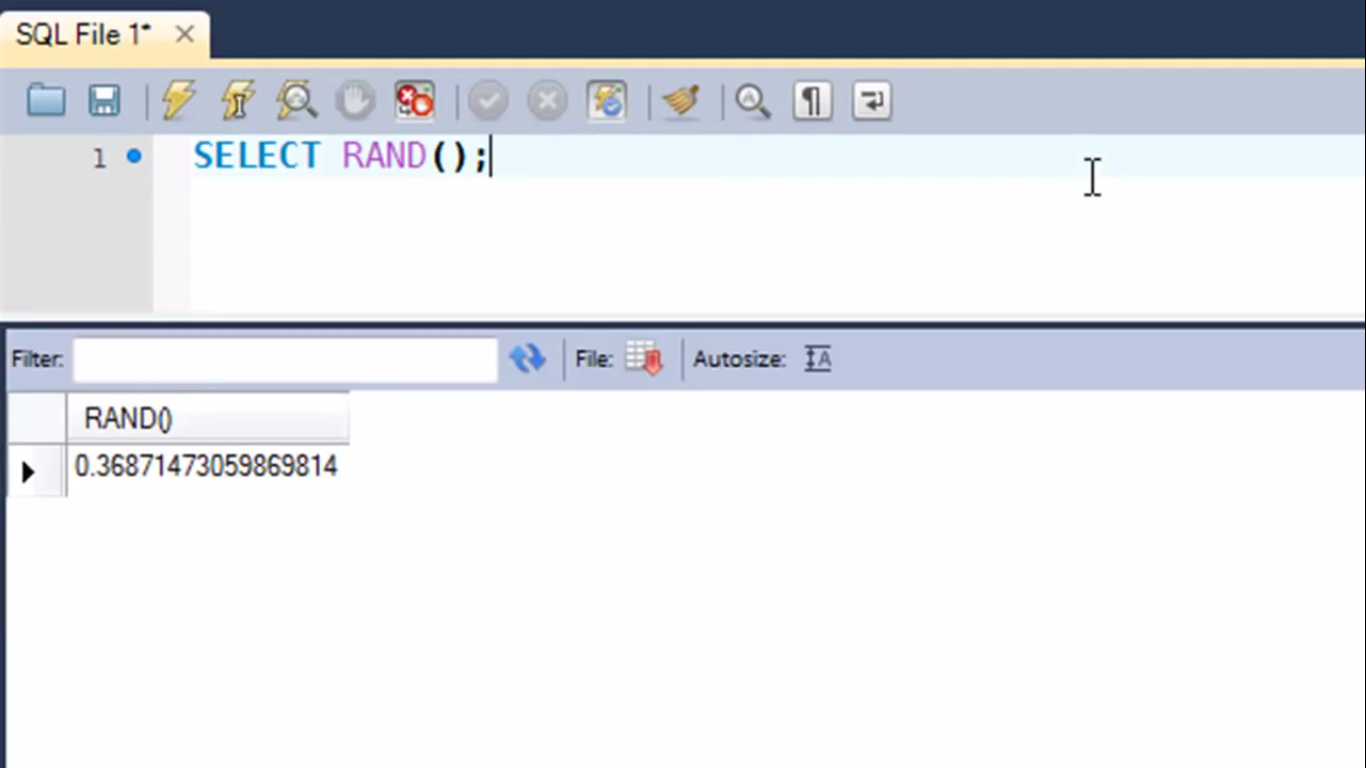 SQL File 1*
1 SELECT RAND();
Filter: File: Autosize:
RAND()
0.36871473059869814